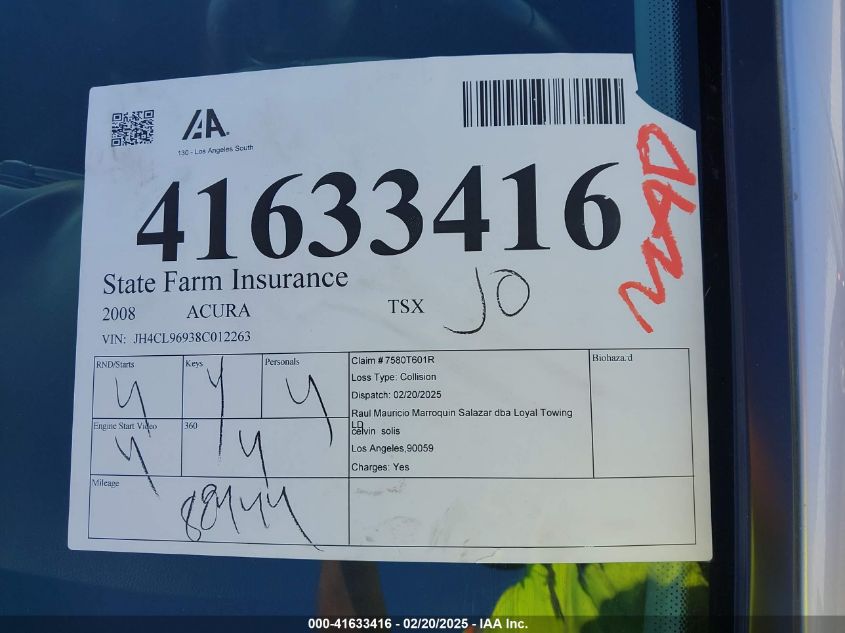 IAA.
130 - Los Angeles South
41633416
State Farm Insurance
2008 ACURA TSX JO
VIN: JH4CL96938C012263
RND/Starts y
Keys y
Personals y
Engine Start Video y
360 y
Mileage
Claim # 7580T601R
Loss Type: Collision
Dispatch: 02/20/2025
Raul Mauricio Marroquin Salazar dba Loyal Towing
LD
celvin solis
Los Angeles,90059
Charges: Yes
Biohazard
000-41633416 - 02/20/2025 - IAA Inc.